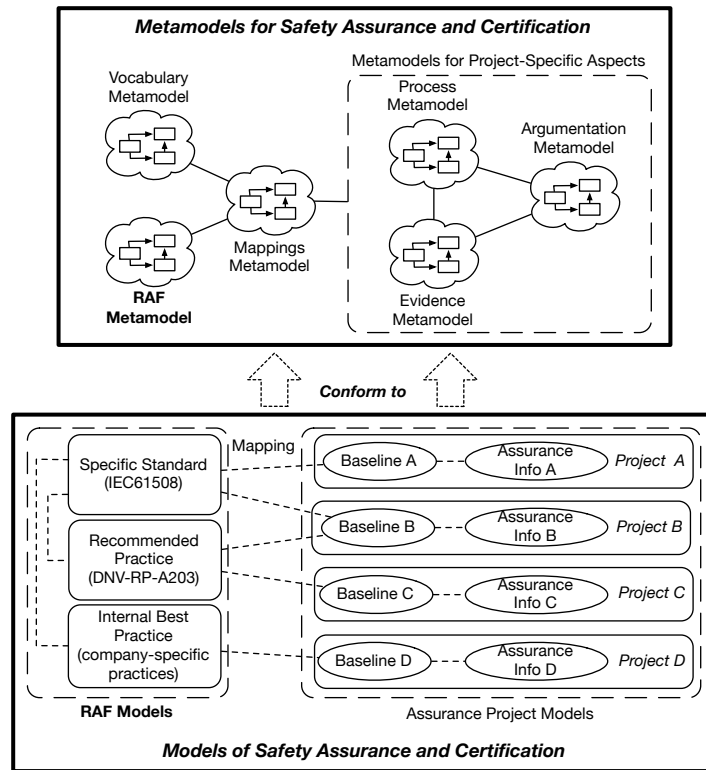 Metamodels for Safety Assurance and Certification
Metamodels for Project-Specific Aspects
Vocabulary
Metamodel
Process
Metamodel
Argumentation
Metamodel
Mappings
Metamodel
RAF
Metamodel
Evidence
Metamodel
Conform to
Mapping
Specific Standard
(IEC61508)
Recommended
Practice
(DNV-RP-A203)
Internal Best
Practice
(company-specific
practices)
RAF Models
Baseline A
Assurance
Info A
Project A
Baseline B
Assurance
Info B
Project B
Baseline C
Assurance
Info C
Project C
Baseline D
Assurance
Info D
Project D
Assurance Project Models
Models of Safety Assurance and Certification